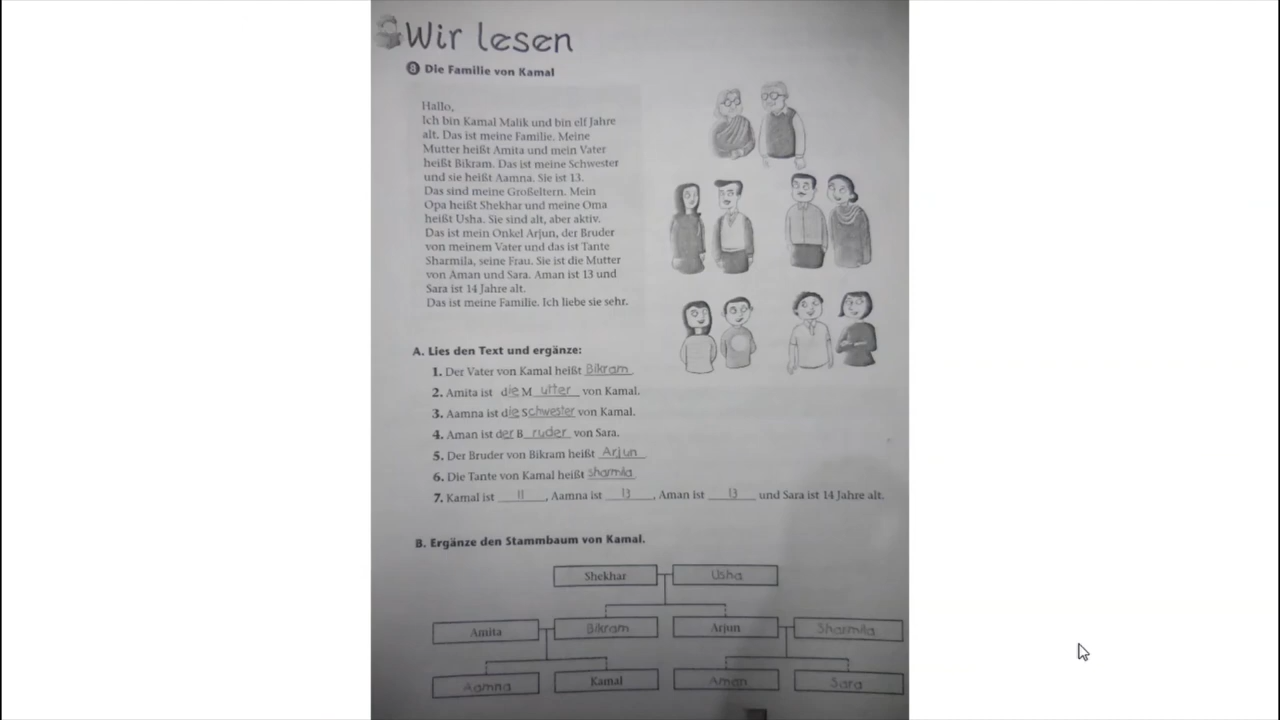 Wir lesen
8 Die Familie von Kamal
Hallo,
Ich bin Kamal Malik und bin elf Jahre
alt. Das ist meine Familie. Meine
Mutter heißt Amita und mein Vater
heißt Bikram. Das ist meine Schwester
und sie heißt Aamna. Sie ist 13.
Das sind meine Großeltern. Mein
Opa heißt Shekhar und meine Oma
heißt Usha. Sie sind alt, aber aktiv.
Das ist mein Onkel Arjun, der Bruder
von meinem Vater und das ist Tante
Sharmila, seine Frau. Sie ist die Mutter
von Aman und Sara. Aman ist 13 und
Sara ist 14 Jahre alt.
Das ist meine Familie. Ich liebe sie sehr.
A. Lies den Text und ergänze:
1. Der Vater von Kamal heißt Bikram.
2. Amita ist die Mutter von Kamal.
3. Aamna ist die Schwester von Kamal.
4. Aman ist der Bruder von Sara.
5. Der Bruder von Bikram heißt Arjun.
6. Die Tante von Kamal heißt Sharmila.
7. Kamal ist 11, Aamna ist 13, Aman ist 13 und Sara ist 14 Jahre alt.
B. Ergänze den Stammbaum von Kamal.
Shekhar Usha
Amita Bikram Arjun Sharmila
Aamna Kamal Aman Sara